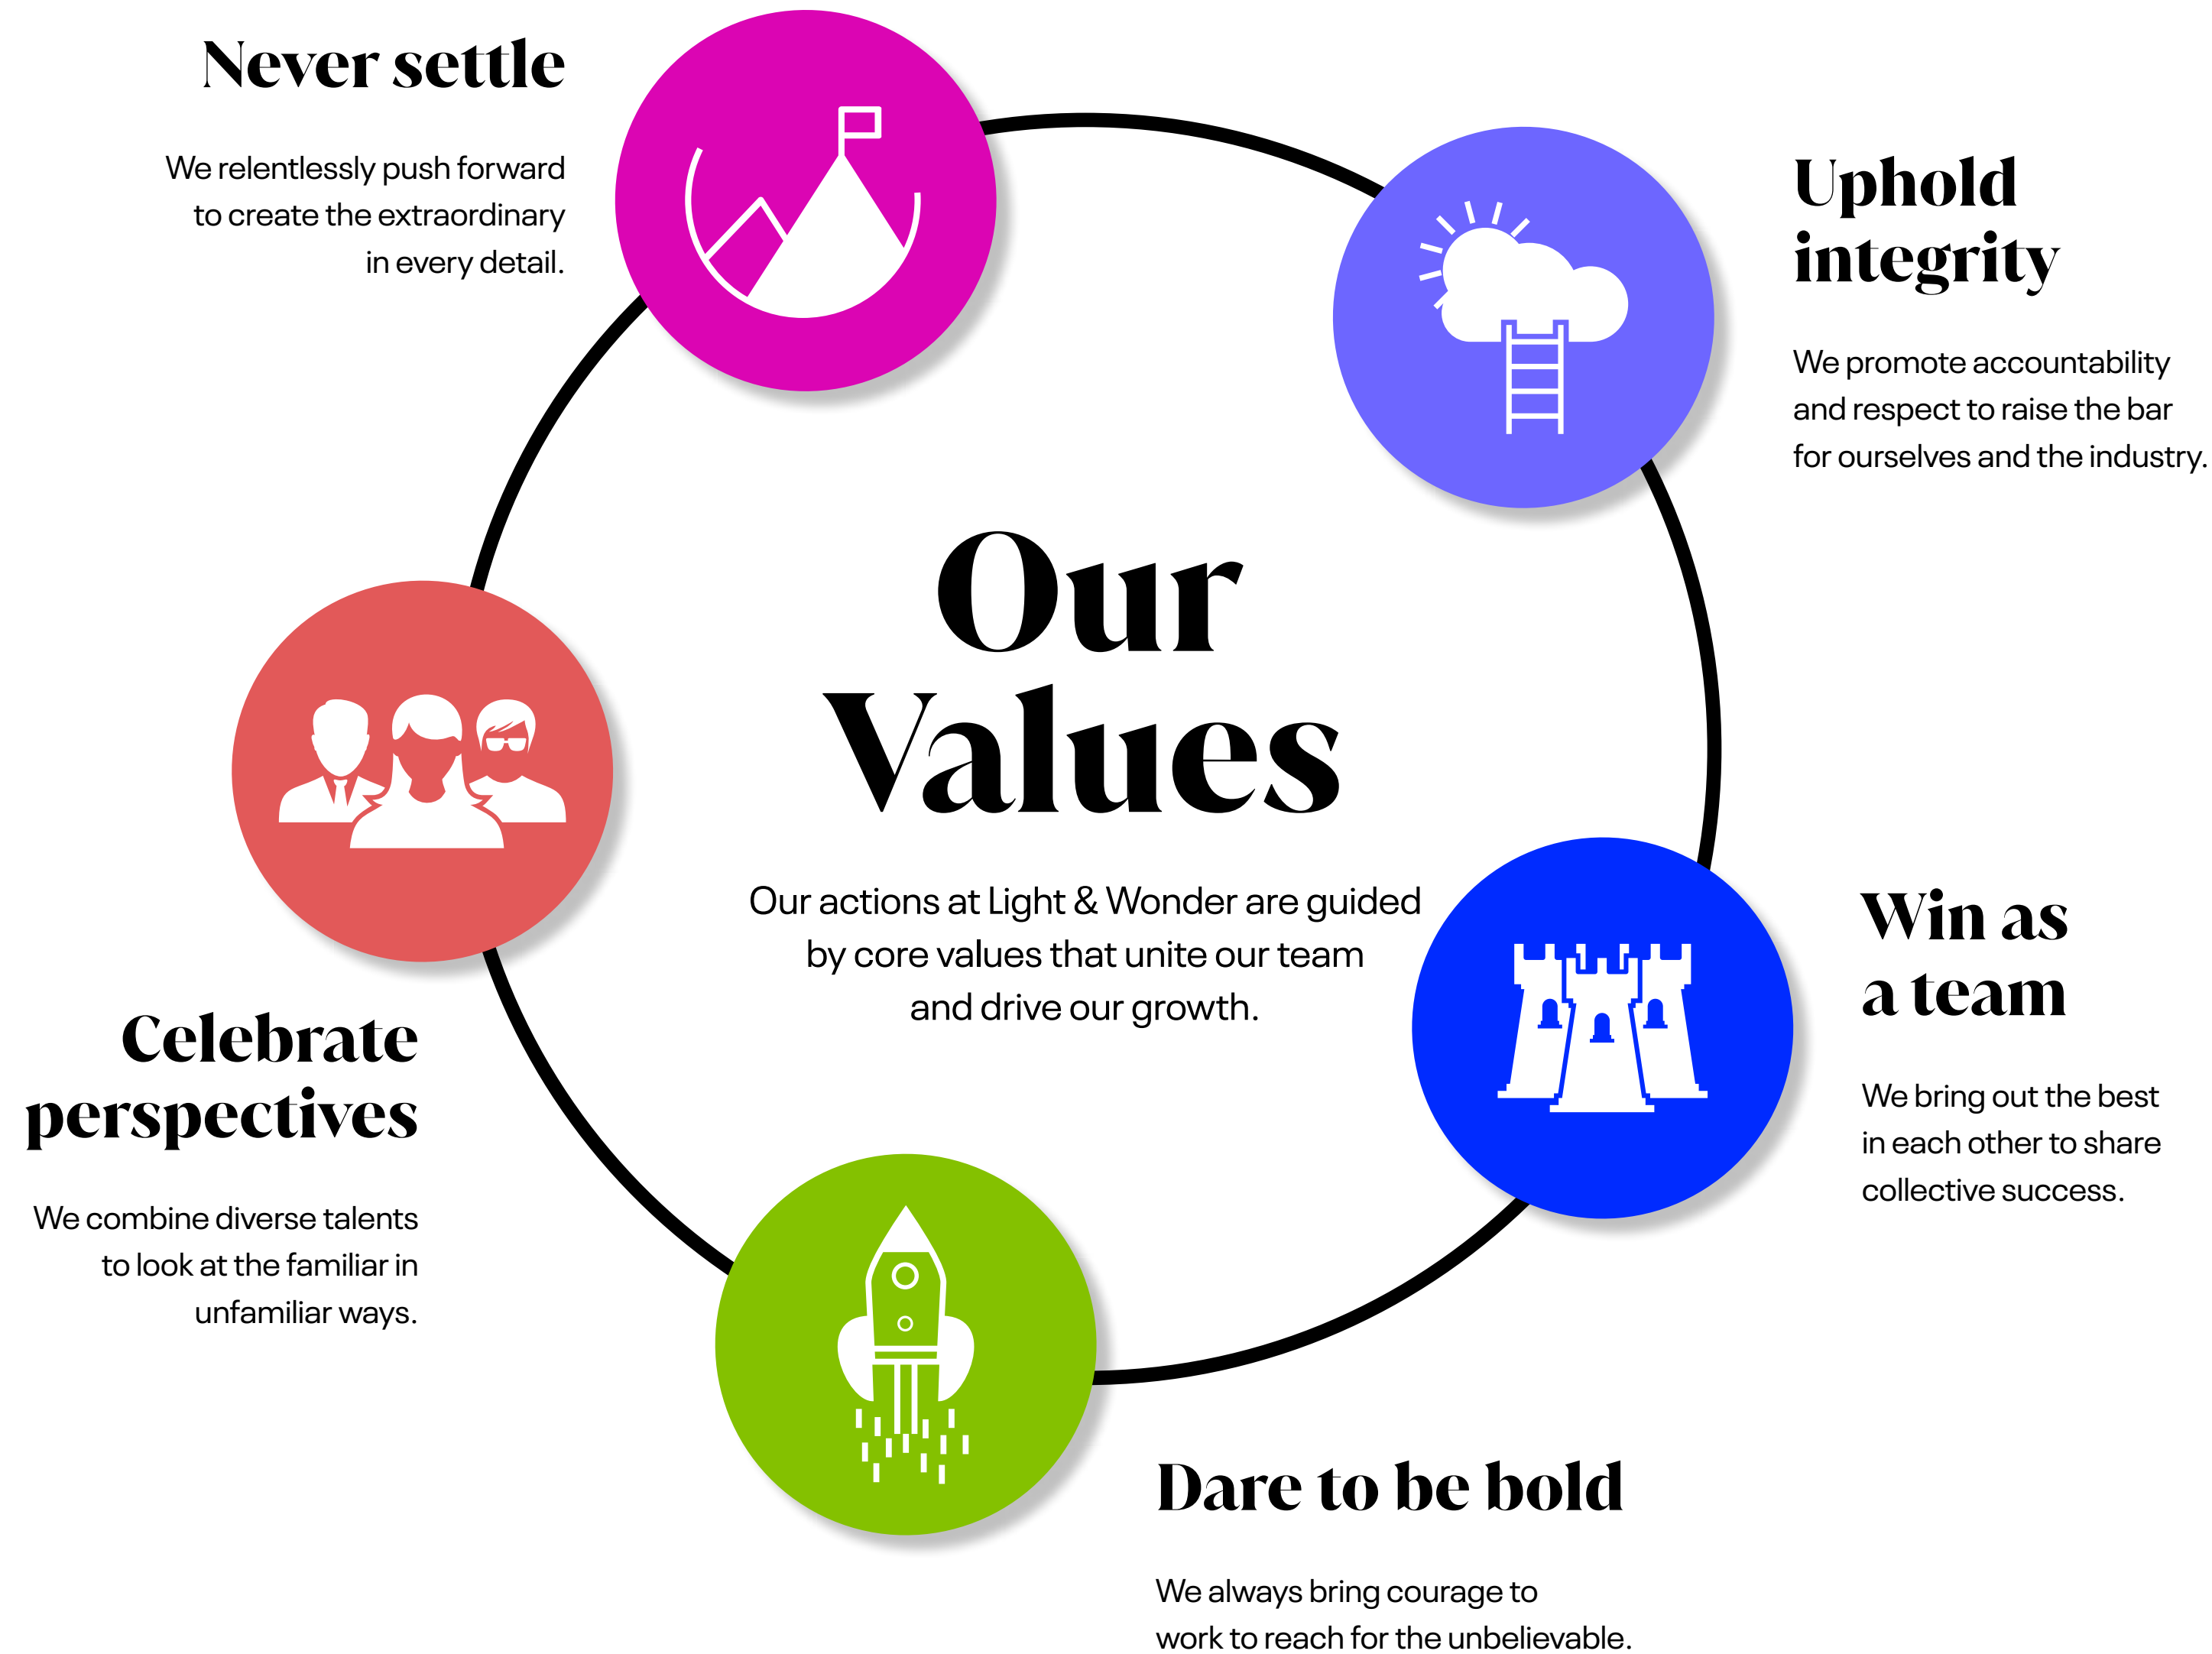 Never settle
We relentlessly push forward
to create the extraordinary
in every detail.
Uphold
integrity
We promote accountability
and respect to raise the bar
for ourselves and the industry.
Our
Values
Our actions at Light & Wonder are guided
by core values that unite our team
and drive our growth.
Win as
a team
We bring out the best
in each other to share
collective success.
Celebrate
perspectives
We combine diverse talents
to look at the familiar in
unfamiliar ways.
Dare to be bold
We always bring courage to
work to reach for the unbelievable.